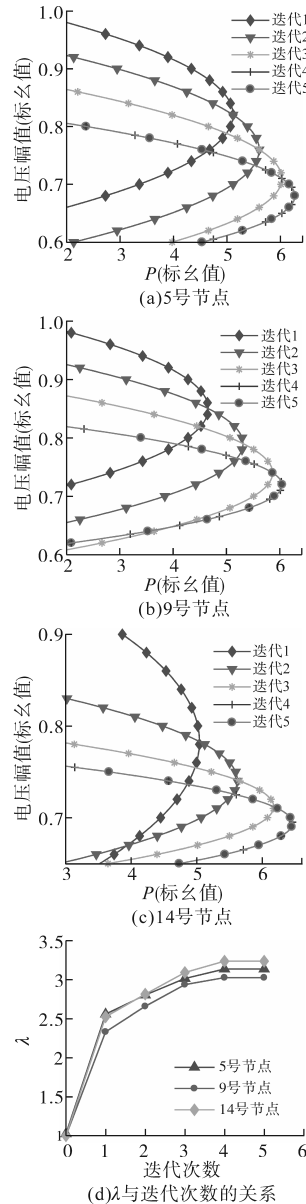 电压幅值(标幺值)
1.0
0.9
0.8
0.7
0.6
2
3
4
5
6
迭代1
迭代2
迭代3
迭代4
迭代5
P(标幺值)
(a)5号节点
电压幅值(标幺值)
1.0
0.9
0.8
0.7
0.6
2
3
4
5
6
迭代1
迭代2
迭代3
迭代4
迭代5
P(标幺值)
(b)9号节点
电压幅值(标幺值)
0.9
0.8
0.7
3
4
5
6
迭代1
迭代2
迭代3
迭代4
迭代5
P(标幺值)
(c)14号节点
λ
3.5
3
2.5
2
1.5
1
0
1
2
3
4
5
6
5号节点
9号节点
14号节点
迭代次数
(d)λ与迭代次数的关系